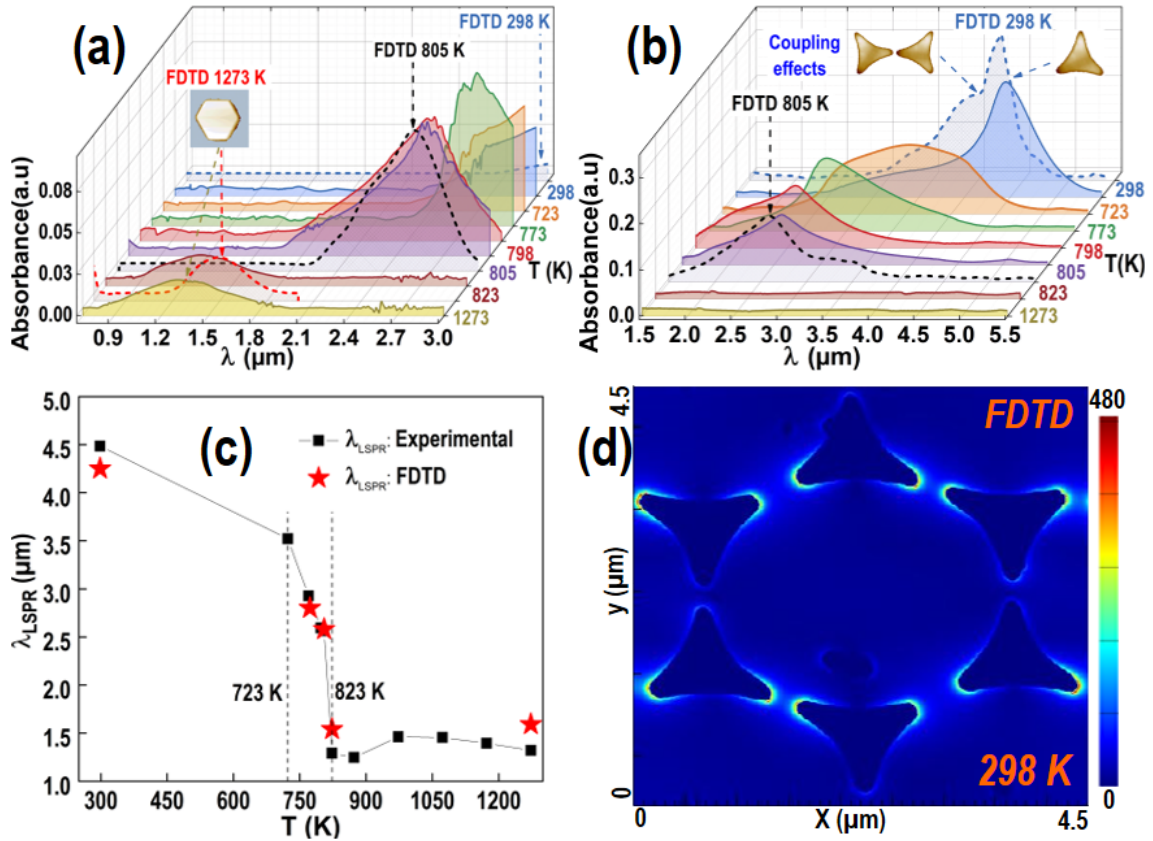 (a)
FDTD 298 K
FDTD 805 K
FDTD 1273 K
Absorbance(a.u)
0.08
0.05
0.03
0.00
0.9
1.2
1.5
1.8
2.1
2.4
2.7
3.0
λ (μm)
298
723
773
798
805
823
1273
T (K)
(b)
Coupling
effects
FDTD 298 K
FDTD 805 K
Absorbance(a.u)
0.3
0.2
0.1
0.0
1.5
2.0
2.5
3.0
3.5
4.0
4.5
5.0
5.5
λ (μm)
298
723
773
798
805
823
1273
T(K)
(c)
λLSPR: Experimental
λLSPR: FDTD
λLSPR (μm)
5.0
4.5
4.0
3.5
3.0
2.5
2.0
1.5
1.0
723 K
823 K
300
450
600
750
900
1050
1200
T (K)
(d)
FDTD
298 K
4.5
y (μm)
0
0
X (μm)
4.5
480
0